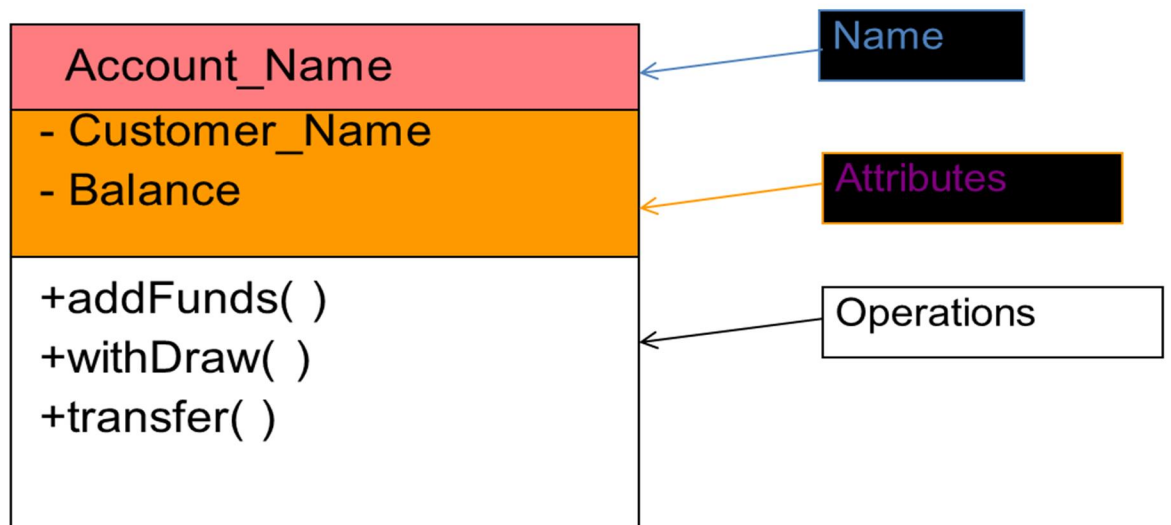 Account_Name
- Customer_Name
- Balance
+addFunds( )
+withDraw( )
+transfer( )
Name
Attributes
Operations